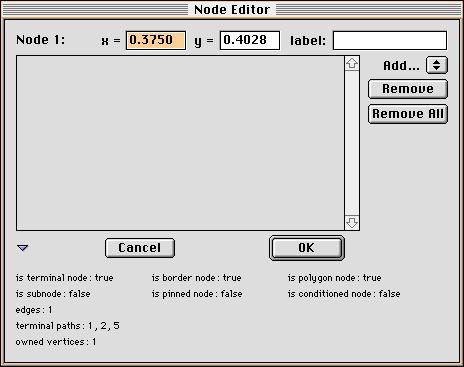 Node Editor
Node 1: x = 0.3750 y = 0.4028 label:
Add...
Remove
Remove All
Cancel OK
is terminal node: true is border node: true is polygon node: true
is subnode: false is pinned node: false is conditioned node: false
edges: 1
terminal paths: 1, 2, 5
owned vertices: 1